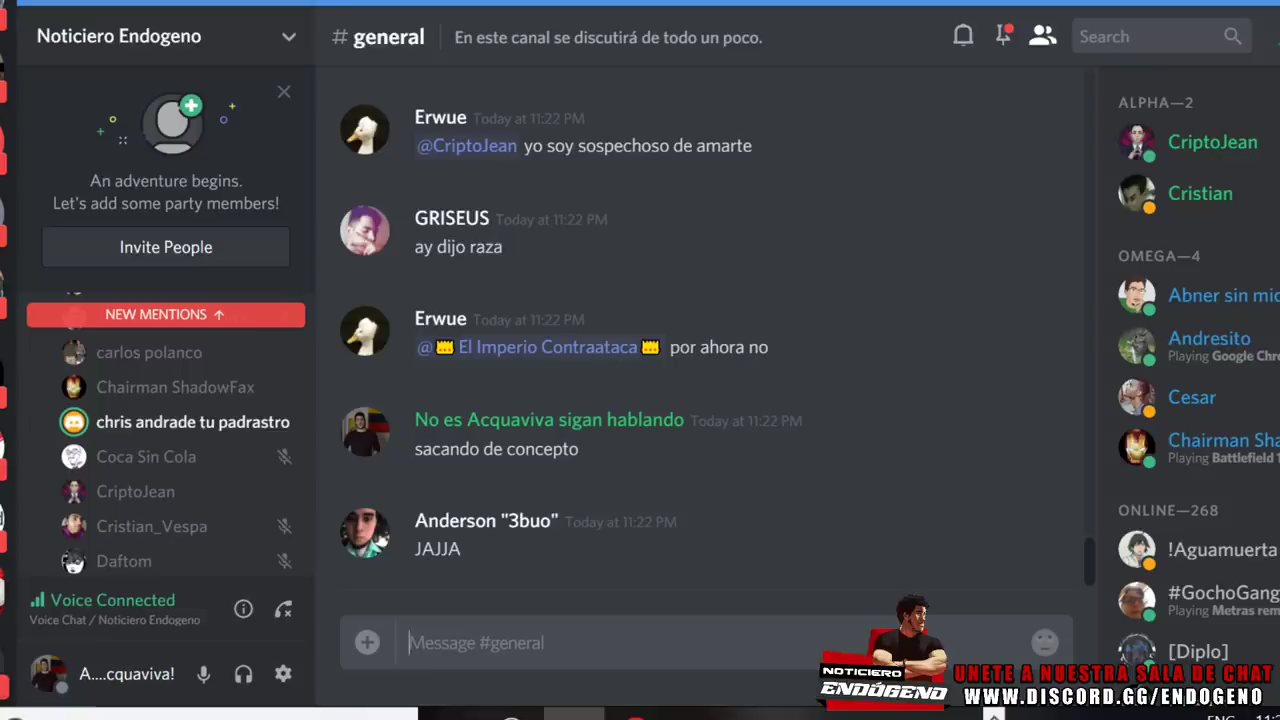 Noticiero Endogeno
# general
En este canal se discutirá de todo un poco.
Search
An adventure begins.
Let's add some party members!
Invite People
NEW MENTIONS ↑
carlos polanco
Chairman ShadowFax
chris andrade tu padrastro
Coca Sin Cola
CriptoJean
Cristian_Vespa
Daftom
Voice Connected
Voice Chat / Noticiero Endogeno
A....cquaviva!
Erwue Today at 11:22 PM
@CriptoJean yo soy sospechoso de amarte
GRISEUS Today at 11:22 PM
ay dijo raza
Erwue Today at 11:22 PM
@ El Imperio Contraataca por ahora no
No es Acquaviva sigan hablando Today at 11:22 PM
sacando de concepto
Anderson "3buo" Today at 11:22 PM
JAJJA
Message #general
ALPHA—2
CriptoJean
Cristian
OMEGA—4
Abner sin mic
Andresito
Playing Google Chro
Cesar
Chairman Sha
Playing Battlefield 1
ONLINE—268
!Aguamuerta
#GochoGang
Playing Metras rem
[Diplo]
NOTICIERO
ENDÓGENO
UNETE A NUESTRA SALA DE CHAT
WWW.DISCORD.GG/ENDOGENO